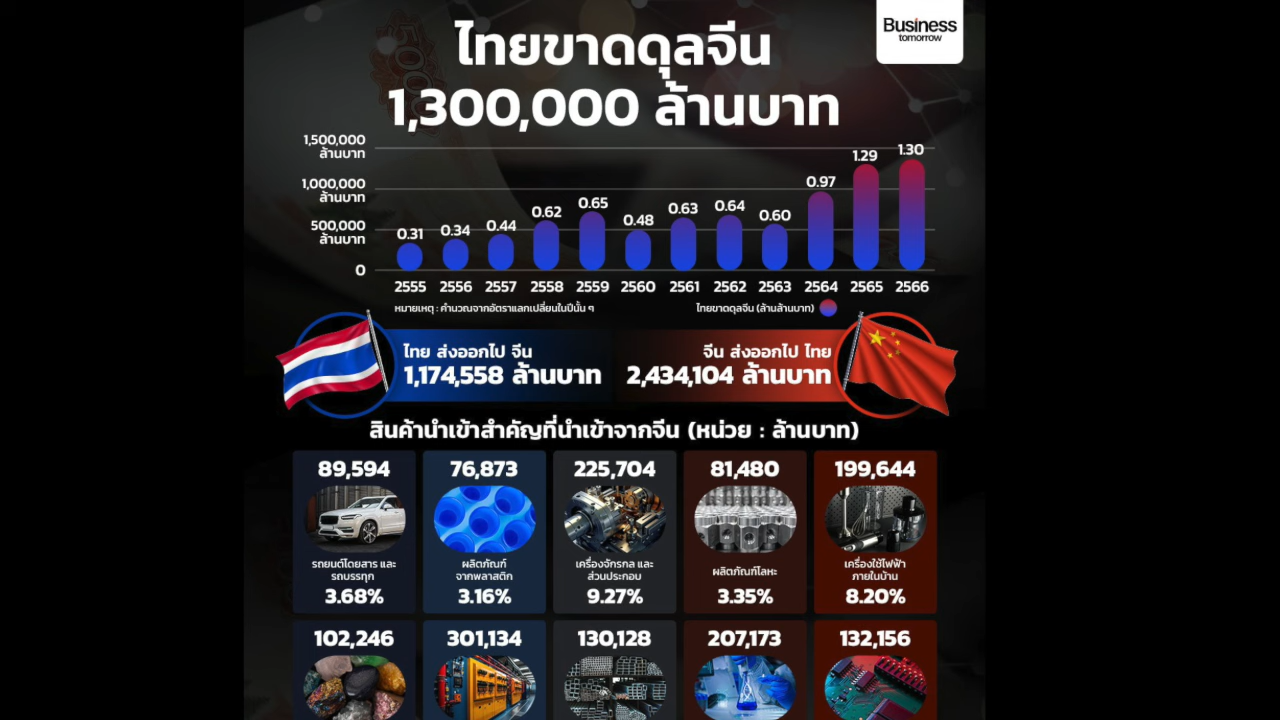 Business
tomorrow
ไทยขาดดุลจีน
1,300,000 ล้านบาท
1,500,000
ล้านบาท
1,000,000
ล้านบาท
500,000
ล้านบาท
0
0.31 0.34 0.44 0.62 0.65 0.48 0.63 0.64 0.60 0.97 1.29 1.30
2555 2556 2557 2558 2559 2560 2561 2562 2563 2564 2565 2566
หมายเหตุ : คำนวณจากอัตราแลกเปลี่ยนในปีนั้น ๆ
ไทยขาดดุลจีน (ล้านล้านบาท)
ไทย ส่งออกไป จีน
1,174,558 ล้านบาท
จีน ส่งออกไป ไทย
2,434,104 ล้านบาท
สินค้านำเข้าสำคัญที่นำเข้าจากจีน (หน่วย : ล้านบาท)
89,594
รถยนต์โดยสาร และ
รถบรรทุก
3.68%
76,873
ผลิตภัณฑ์
จากพลาสติก
3.16%
225,704
เครื่องจักรกล และ
ส่วนประกอบ
9.27%
81,480
ผลิตภัณฑ์โลหะ
3.35%
199,644
เครื่องใช้ไฟฟ้า
ภายในบ้าน
8.20%
102,246
301,134
130,128
207,173
132,156